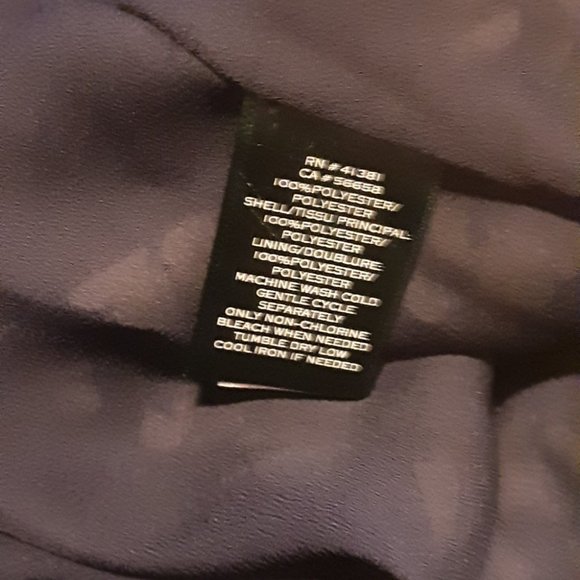 RN # 41381
CA # 56658
100%POLYESTER/
POLYESTER
SHELL/TISSU PRINCIPAL:
100%POLYESTER/
POLYESTER
LINING/DOUBLURE:
100%POLYESTER/
POLYESTER
MACHINE WASH COLD
GENTLE CYCLE
SEPARATELY
ONLY NON-CHLORINE
BLEACH WHEN NEEDED
TUMBLE DRY LOW
COOL IRON IF NEEDED